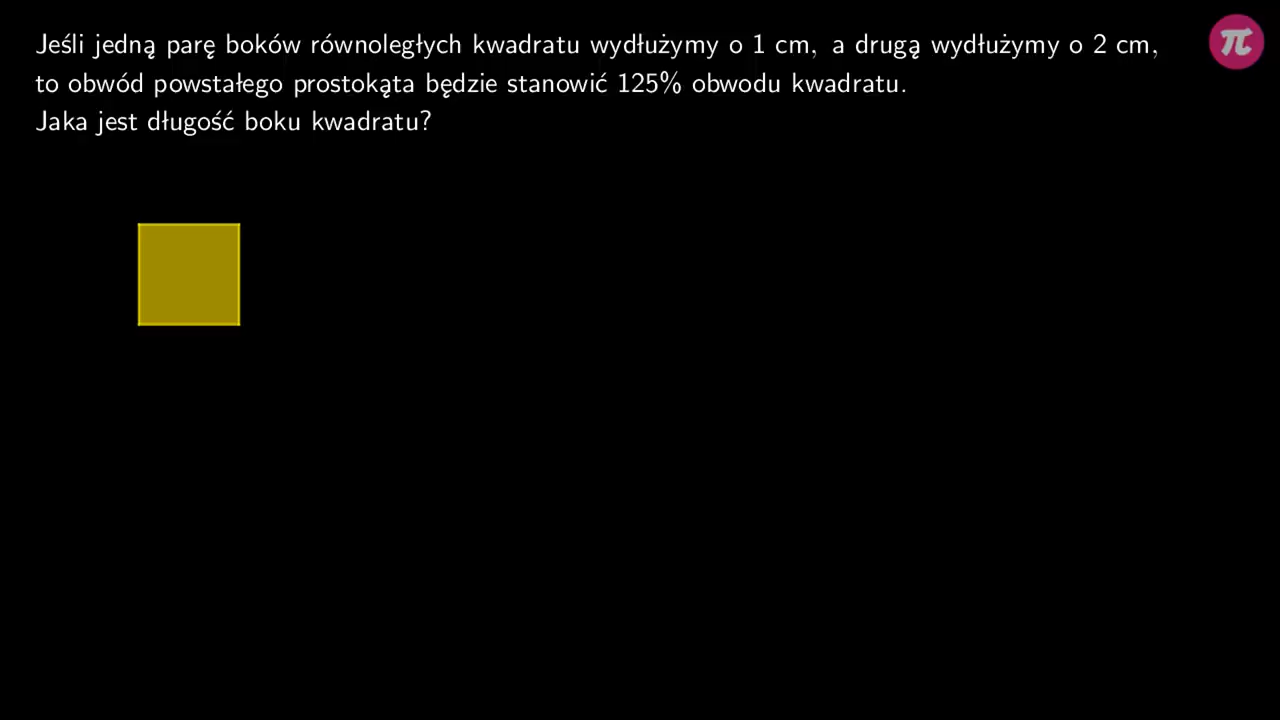 Jeśli jedną parę boków równoległych kwadratu wydłużymy o 1 cm, a drugą wydłużymy o 2 cm,
to obwód powstałego prostokąta będzie stanowić 125% obwodu kwadratu.
Jaka jest długość boku kwadratu?
π